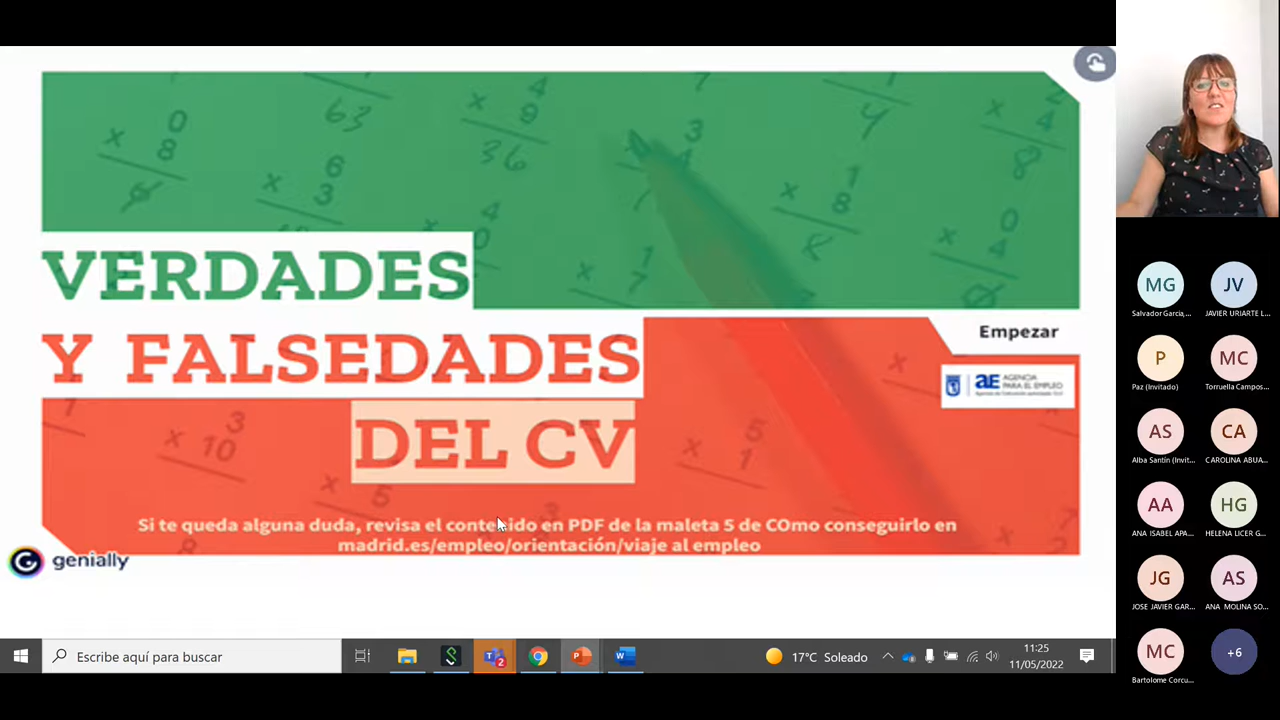 VERDADES
Y FALSEDADES
DEL CV
Empezar
aE AGENCIA
PARA EL EMPLEO
Si te queda alguna duda, revisa el contenido en PDF de la maleta 5 de COmo conseguirlo en
madrid.es/empleo/orientación/viaje al empleo
genially
MG
JV
Salvador Garcia,...
JAVIER URIARTE L...
P
MC
Paz (Invitado)
Torruella Campos...
AS
CA
Alba Santín (Invit...
CAROLINA ABUA...
AA
HG
ANA ISABEL APA...
HELENA LICER G...
JG
AS
JOSE JAVIER GAR...
ANA MOLINA SO...
MC
+6
Bartolome Corcu...
Escribe aquí para buscar
17°C Soleado
11:25
11/05/2022